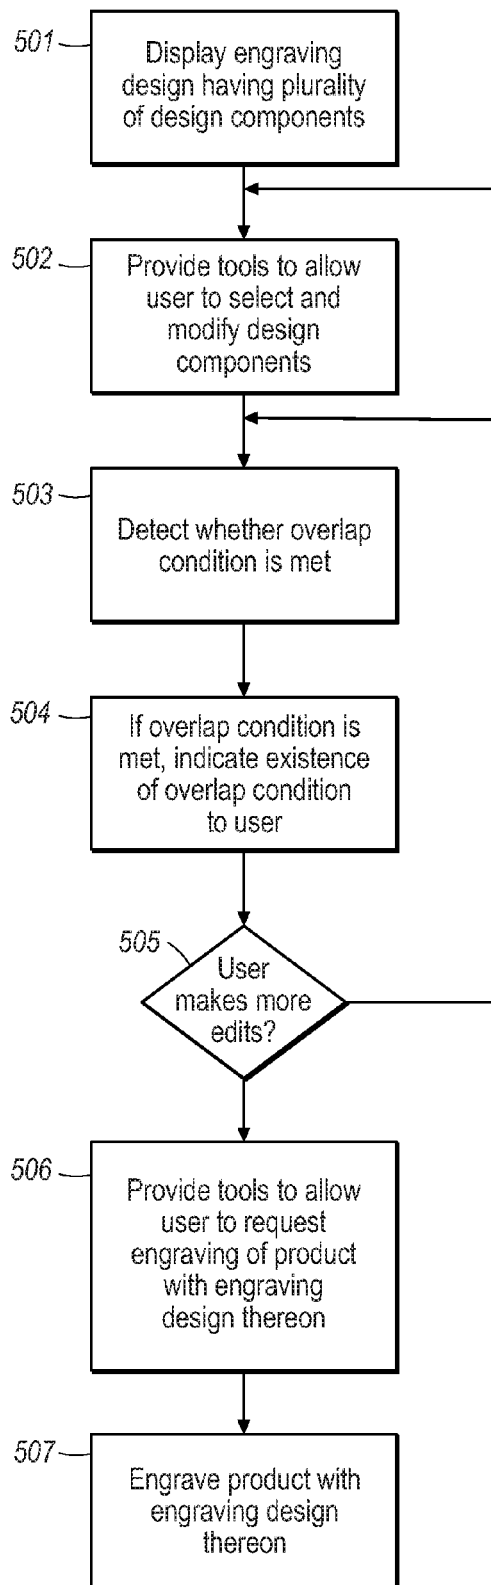 501
Display engraving
design having plurality
of design components
502
Provide tools to allow
user to select and
modify design
components
503
Detect whether overlap
condition is met
504
If overlap condition is
met, indicate existence
of overlap condition
to user
505
User
makes more
edits?
506
Provide tools to allow
user to request
engraving of product
with engraving
design thereon
507
Engrave product with
engraving design
thereon